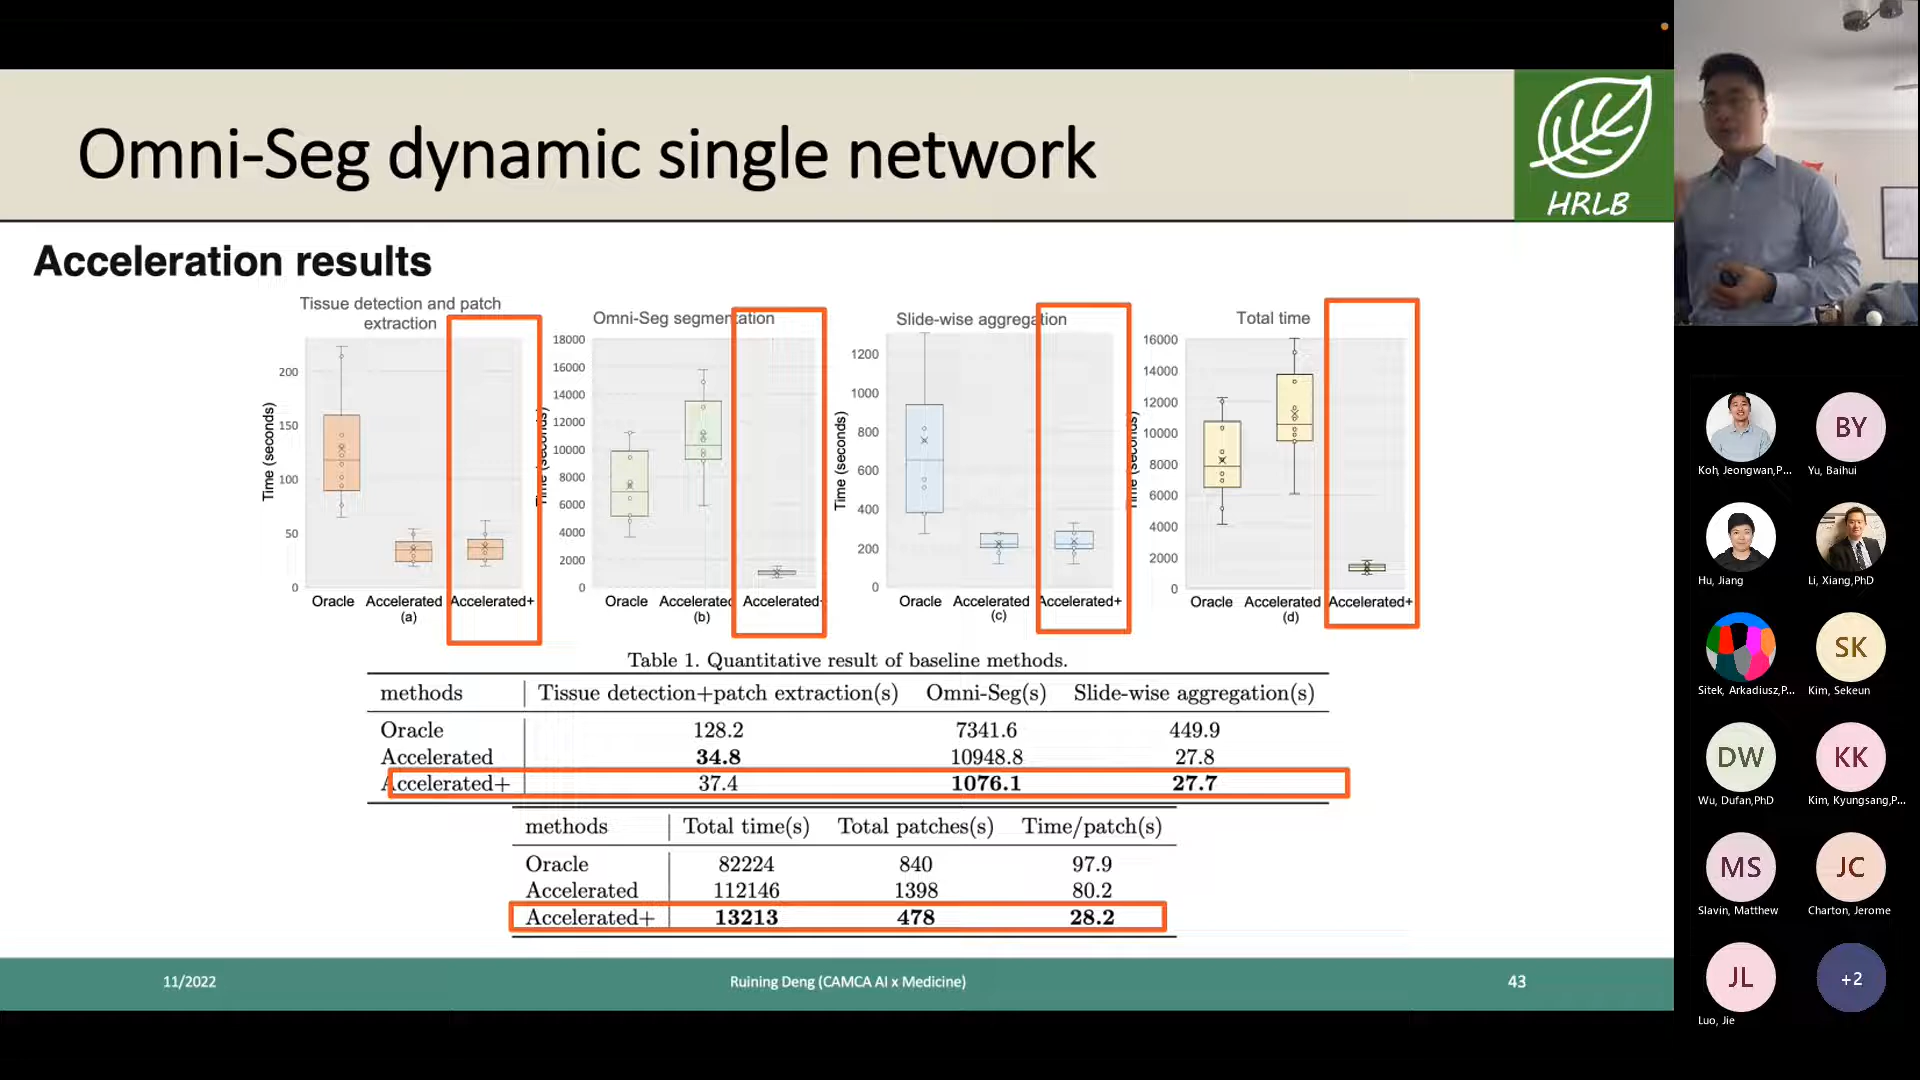 Omni-Seg dynamic single network
HRLB
Acceleration results
Tissue detection and patch
extraction
Time (seconds)
200
150
100
50
0
Oracle Accelerated Accelerated+
(a)
Omni-Seg segmentation
Time (seconds)
18000
16000
14000
12000
10000
8000
6000
4000
2000
0
Oracle Accelerated Accelerated+
(b)
Slide-wise aggregation
Time (seconds)
1200
1000
800
600
400
200
0
Oracle Accelerated Accelerated+
(c)
Total time
Time (seconds)
16000
14000
12000
10000
8000
6000
4000
2000
0
Oracle Accelerated Accelerated+
(d)
Table 1. Quantitative result of baseline methods.
methods Tissue detection+patch extraction(s) Omni-Seg(s) Slide-wise aggregation(s)
Oracle 128.2 7341.6 449.9
Accelerated 34.8 10948.8 27.8
Accelerated+ 37.4 1076.1 27.7
methods Total time(s) Total patches(s) Time/patch(s)
Oracle 82224 840 97.9
Accelerated 112146 1398 80.2
Accelerated+ 13213 478 28.2
11/2022 Ruining Deng (CAMCA AI x Medicine) 43
BY
Koh, Jeongwan,P... Yu, Baihui
Hu, Jiang Li, Xiang,PhD
SK
Sitek, Arkadiusz,P... Kim, Sekeun
DW KK
Wu, Dufan,PhD Kim, Kyungsang,P...
MS JC
Slavin, Matthew Charton, Jerome
JL +2
Luo, Jie